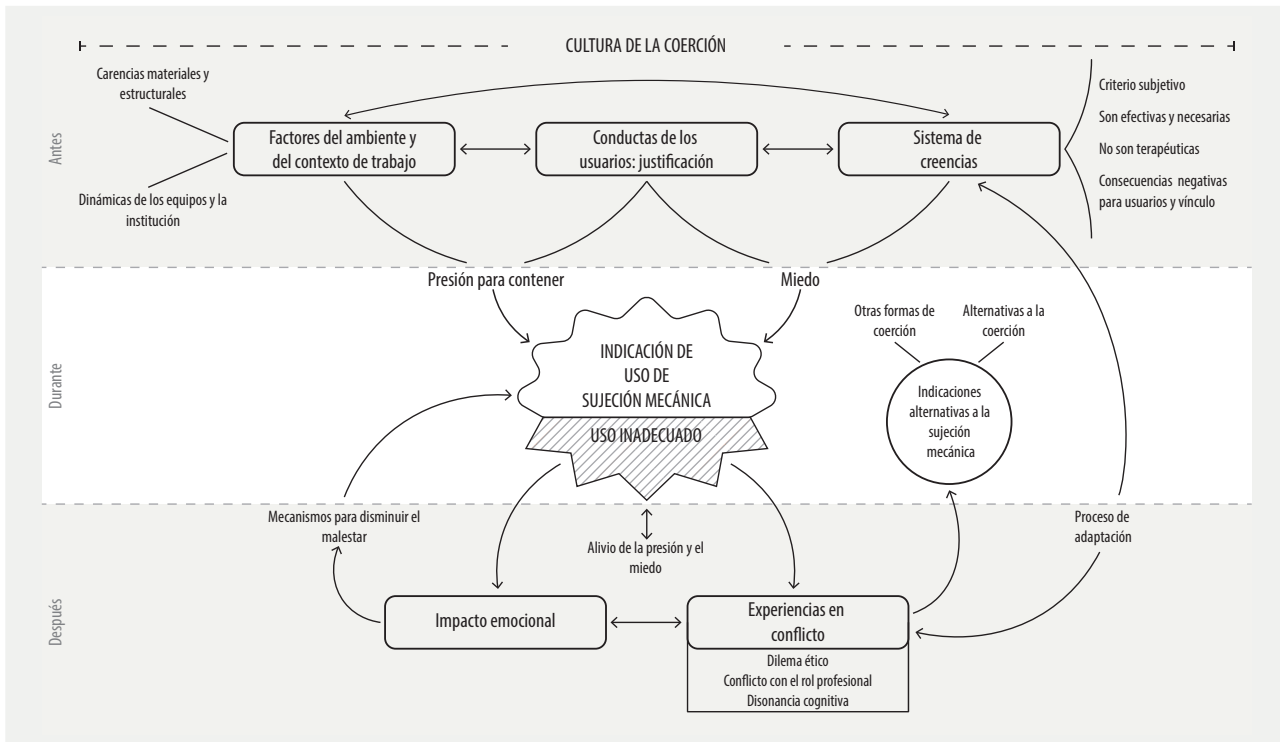 CULTURA DE LA COERCIÓN
Antes
Carencias materiales y
estructurales
Dinámicas de los equipos y la
institución
Factores del ambiente y
del contexto de trabajo
Conductas de los
usuarios: justificación
Sistema de
creencias
Criterio subjetivo
Son efectivas y necesarias
No son terapéuticas
Consecuencias negativas
para usuarios y vínculo
Presión para contener
Miedo
Durante
INDICACIÓN DE
USO DE
SUJECIÓN MECÁNICA
USO INADECUADO
Otras formas de
coerción
Alternativas a la
coerción
Indicaciones
alternativas a la
sujeción
mecánica
Después
Mecanismos para disminuir el
malestar
Alivio de la presión y el
miedo
Proceso de
adaptación
Impacto emocional
Experiencias en
conflicto
Dilema ético
Conflicto con el rol profesional
Disonancia cognitiva